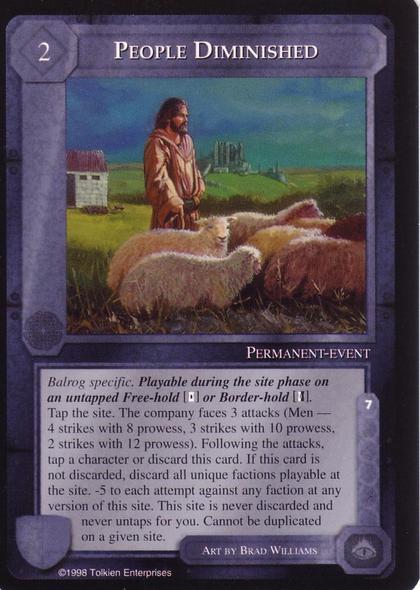 2
PEOPLE DIMINISHED
PERMANENT-EVENT
Balrog specific. Playable during the site phase on
an untapped Free-hold [] or Border-hold [].
Tap the site. The company faces 3 attacks (Men —
4 strikes with 8 prowess, 3 strikes with 10 prowess,
2 strikes with 12 prowess). Following the attacks,
tap a character or discard this card. If this card is
not discarded, discard all unique factions playable at
the site. -5 to each attempt against any faction at any
version of this site. This site is never discarded and
never untaps for you. Cannot be duplicated
on a given site.
7
ART BY BRAD WILLIAMS
©1998 Tolkien Enterprises